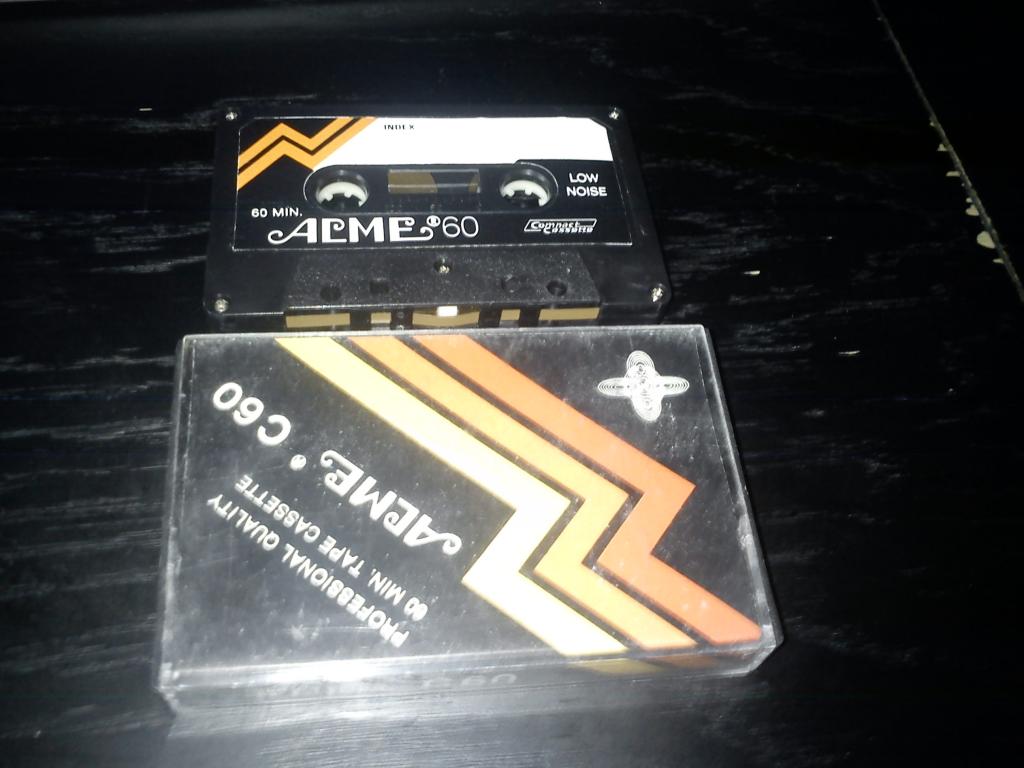 INDEX
LOW
NOISE
60 MIN.
ACME® 60
Compact
Cassette
ACME® C60
PROFESSIONAL QUALITY
60 MIN. TAPE CASSETTE